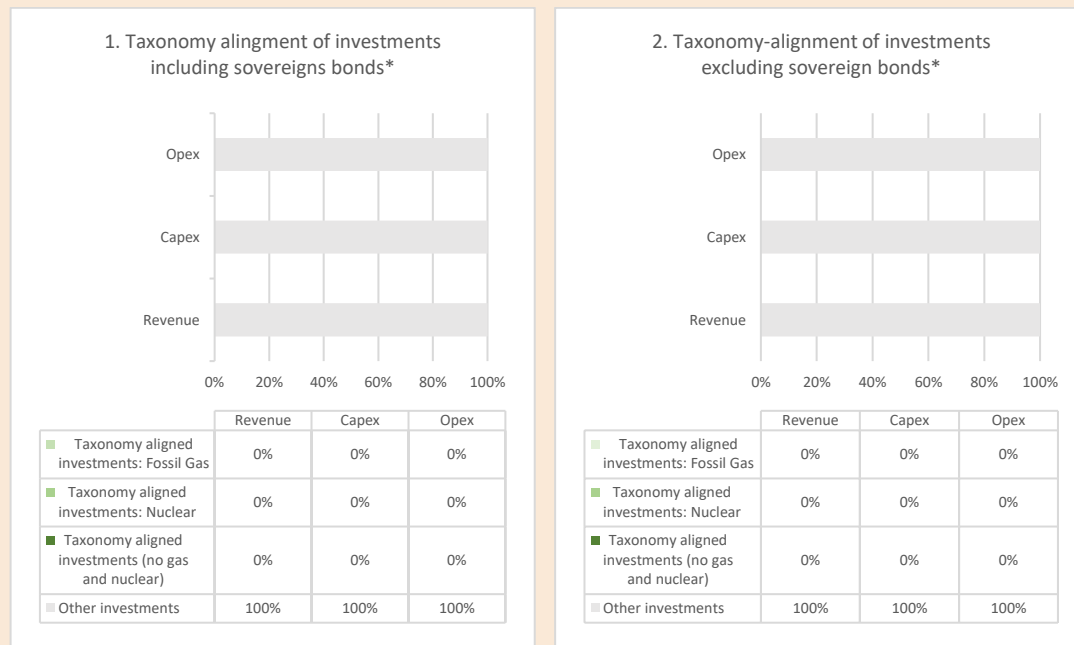 1. Taxonomy alingment of investments
including sovereigns bonds*
Opex
Capex
Revenue
0% 20% 40% 60% 80% 100%
Revenue Capex Opex
Taxonomy aligned
investments: Fossil Gas 0% 0% 0%
Taxonomy aligned
investments: Nuclear 0% 0% 0%
Taxonomy aligned
investments (no gas 0% 0% 0%
and nuclear)
Other investments 100% 100% 100%
2. Taxonomy-alignment of investments
excluding sovereign bonds*
Opex
Capex
Revenue
0% 20% 40% 60% 80% 100%
Revenue Capex Opex
Taxonomy aligned
investments: Fossil Gas 0% 0% 0%
Taxonomy aligned
investments: Nuclear 0% 0% 0%
Taxonomy aligned
investments (no gas 0% 0% 0%
and nuclear)
Other investments 100% 100% 100%